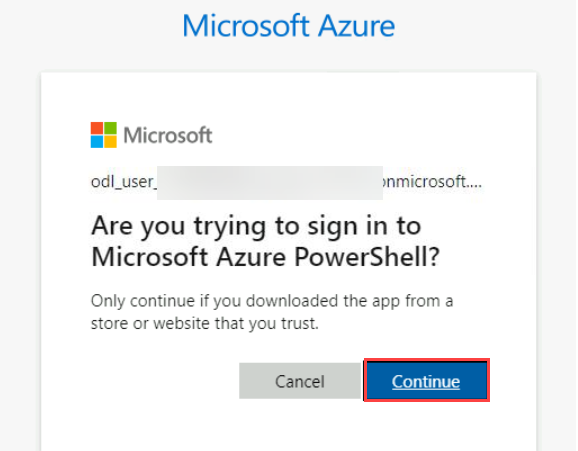 Microsoft Azure
Microsoft
odl_user_ onmicrosoft....
Are you trying to sign in to
Microsoft Azure PowerShell?
Only continue if you downloaded the app from a
store or website that you trust.
Cancel Continue